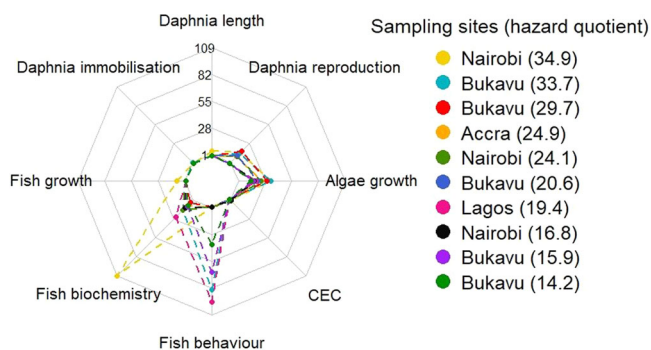 Daphnia length
109
Sampling sites (hazard quotient)
82
Daphnia immobilisation
Daphnia reproduction
55
28
1
Fish growth
Algae growth
Fish biochemistry
CEC
Fish behaviour
Nairobi (34.9)
Bukavu (33.7)
Bukavu (29.7)
Accra (24.9)
Nairobi (24.1)
Bukavu (20.6)
Lagos (19.4)
Nairobi (16.8)
Bukavu (15.9)
Bukavu (14.2)